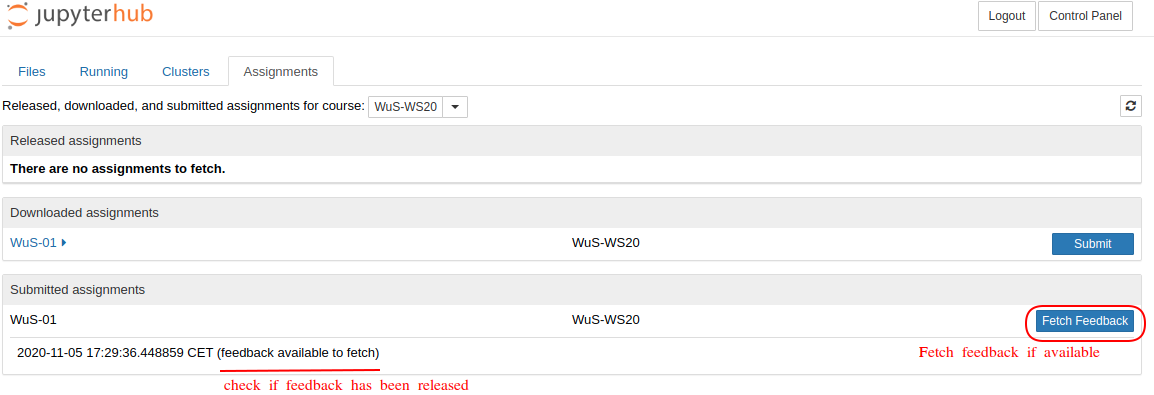 jupyterhub Logout Control Panel
Files Running Clusters Assignments
Released, downloaded, and submitted assignments for course: WuS-WS20
Released assignments
There are no assignments to fetch.
Downloaded assignments
WuS-01 WuS-WS20 Submit
Submitted assignments
WuS-01 WuS-WS20 Fetch Feedback
2020-11-05 17:29:36.448859 CET (feedback available to fetch) Fetch feedback if available
check if feedback has been released